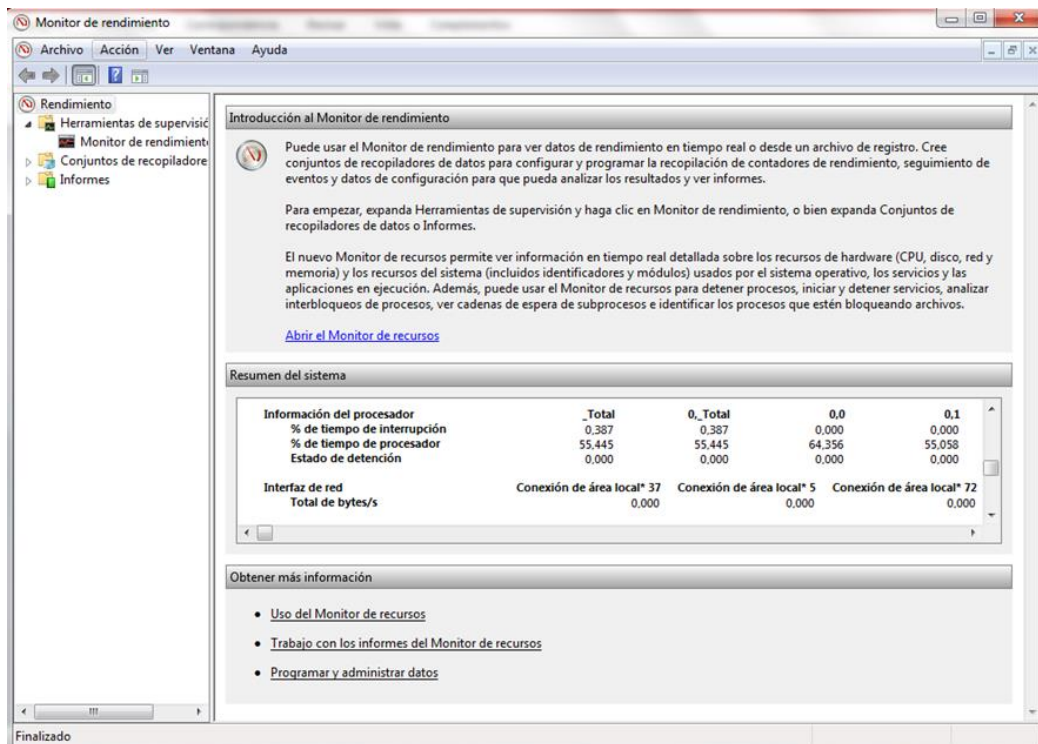 Monitor de rendimiento
Archivo Acción Ver Ventana Ayuda
Rendimiento
Herramientas de supervisió
Monitor de rendimient
Conjuntos de recopiladore
Informes
Introducción al Monitor de rendimiento
Puede usar el Monitor de rendimiento para ver datos de rendimiento en tiempo real o desde un archivo de registro. Cree
conjuntos de recopiladores de datos para configurar y programar la recopilación de contadores de rendimiento, seguimiento de
eventos y datos de configuración para que pueda analizar los resultados y ver informes.
Para empezar, expanda Herramientas de supervisión y haga clic en Monitor de rendimiento, o bien expanda Conjuntos de
recopiladores de datos o Informes.
El nuevo Monitor de recursos permite ver información en tiempo real detallada sobre los recursos de hardware (CPU, disco, red y
memoria) y los recursos del sistema (incluidos identificadores y módulos) usados por el sistema operativo, los servicios y las
aplicaciones en ejecución. Además, puede usar el Monitor de recursos para detener procesos, iniciar y detener servicios, analizar
interbloqueos de procesos, ver cadenas de espera de subprocesos e identificar los procesos que estén bloqueando archivos.
Abrir el Monitor de recursos
Resumen del sistema
Información del procesador _Total 0,_Total 0,0 0,1
% de tiempo de interrupción 0,387 0,387 0,000 0,000
% de tiempo de procesador 55,445 55,445 64,356 55,058
Estado de detención 0,000 0,000 0,000 0,000
Interfaz de red Conexión de área local* 37 Conexión de área local* 5 Conexión de área local* 72
Total de bytes/s 0,000 0,000 0,000
Obtener más información
• Uso del Monitor de recursos
• Trabajo con los informes del Monitor de recursos
• Programar y administrar datos
Finalizado